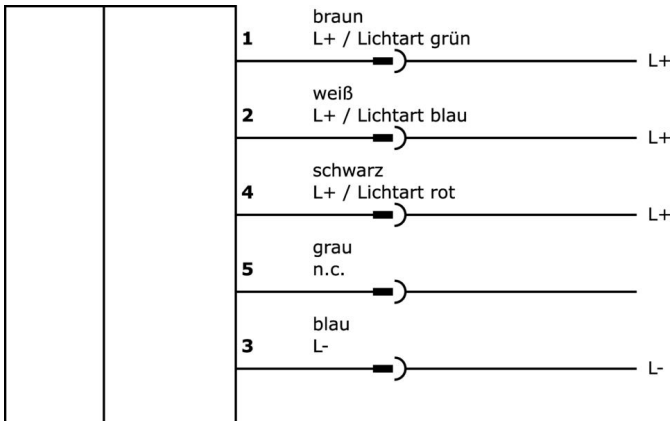 braun
1 L+ / Lichtart grün
L+
weiß
2 L+ / Lichtart blau
L+
schwarz
4 L+ / Lichtart rot
L+
grau
5 n.c.
blau
3 L-
L-